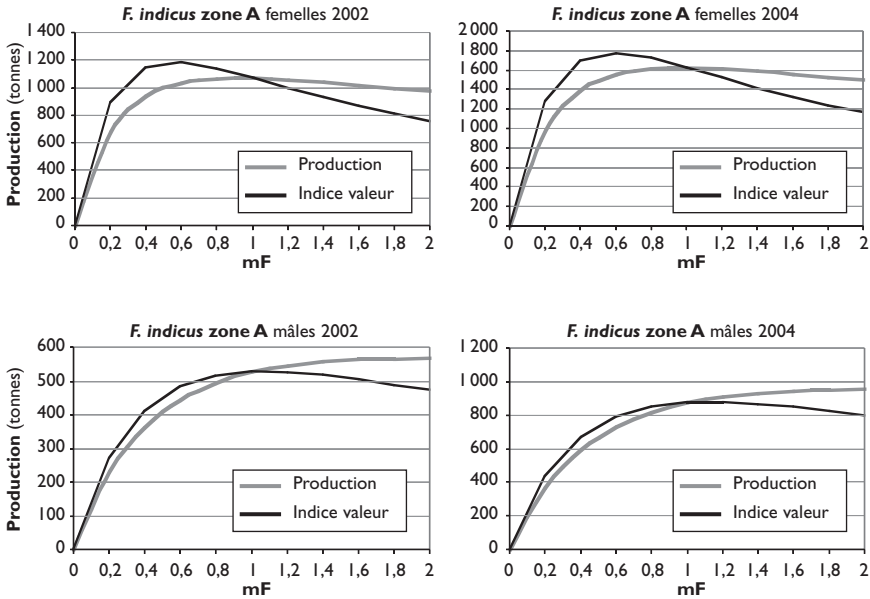 F. indicus zone A femelles 2002
Production (tonnes)
1 400
1 200
1 000
800
600
400
200
0
Production
Indice valeur
0 0,2 0,4 0,6 0,8 1 1,2 1,4 1,6 1,8 2
mF
F. indicus zone A femelles 2004
2 000
1 800
1 600
1 400
1 200
1 000
800
600
400
200
0
Production
Indice valeur
0 0,2 0,4 0,6 0,8 1 1,2 1,4 1,6 1,8 2
mF
F. indicus zone A mâles 2002
Production (tonnes)
600
500
400
300
200
100
0
Production
Indice valeur
0 0,2 0,4 0,6 0,8 1 1,2 1,4 1,6 1,8 2
mF
F. indicus zone A mâles 2004
1 200
1 000
800
600
400
200
0
Production
Indice valeur
0 0,2 0,4 0,6 0,8 1 1,2 1,4 1,6 1,8 2
mF